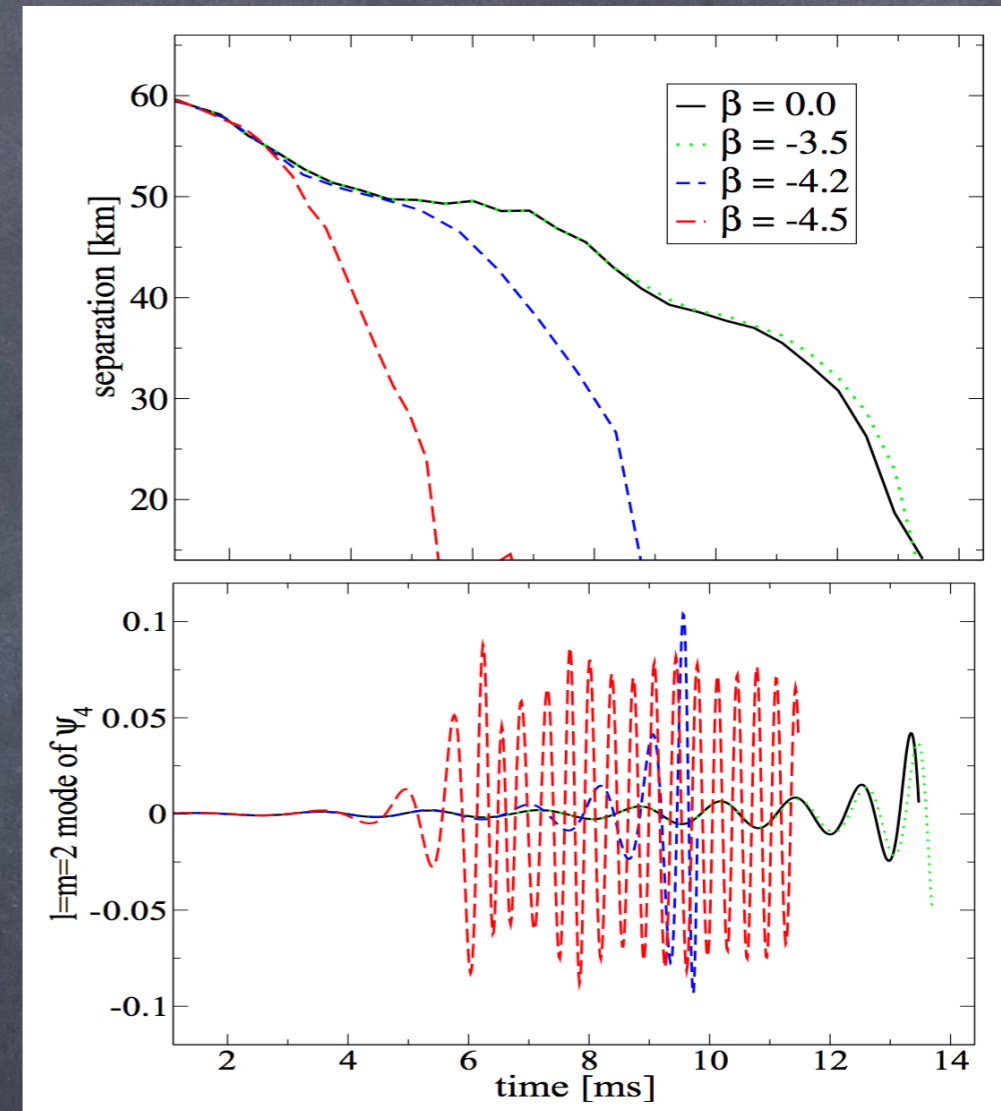 separation [km]
60
50
40
30
20
β = 0.0
β = -3.5
β = -4.2
β = -4.5
l=m=2 mode of ψ4
0.1
0.05
0
-0.05
-0.1
2 4 6 8 10 12 14
time [ms]